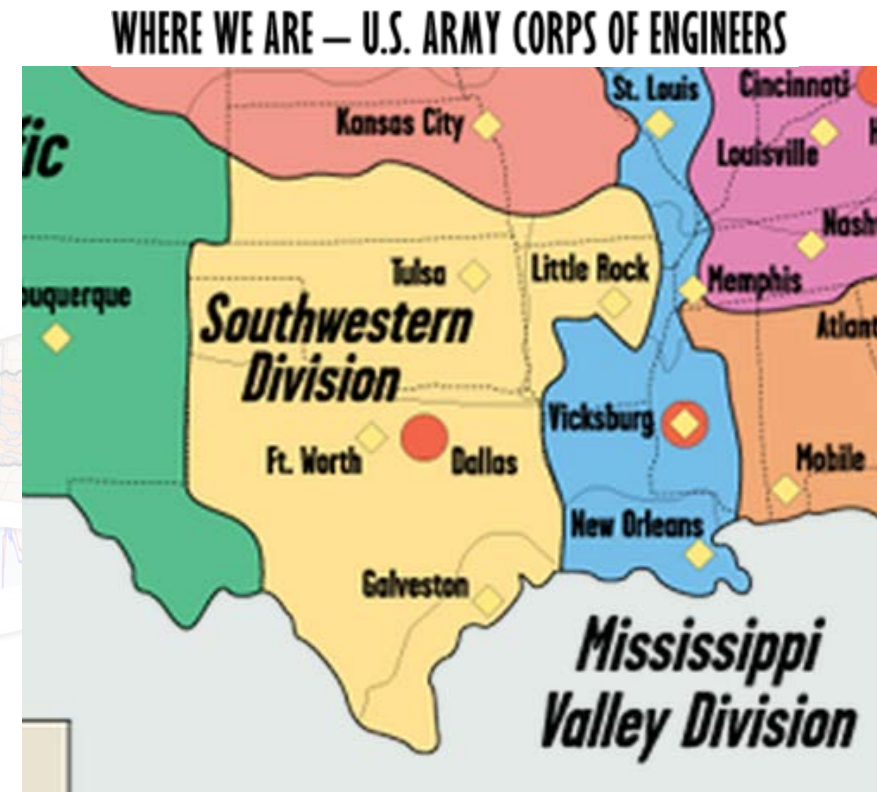 WHERE WE ARE – U.S. ARMY CORPS OF ENGINEERS
St. Louis
Cincinnati
Kansas City
ic
Louisville
H
Nash
Tulsa
Little Rock
Memphis
uquerque
Southwestern
Division
Atlant
Vicksburg
Ft. Worth
Dallas
Mobile
New Orleans
Galveston
Mississippi
Valley Division